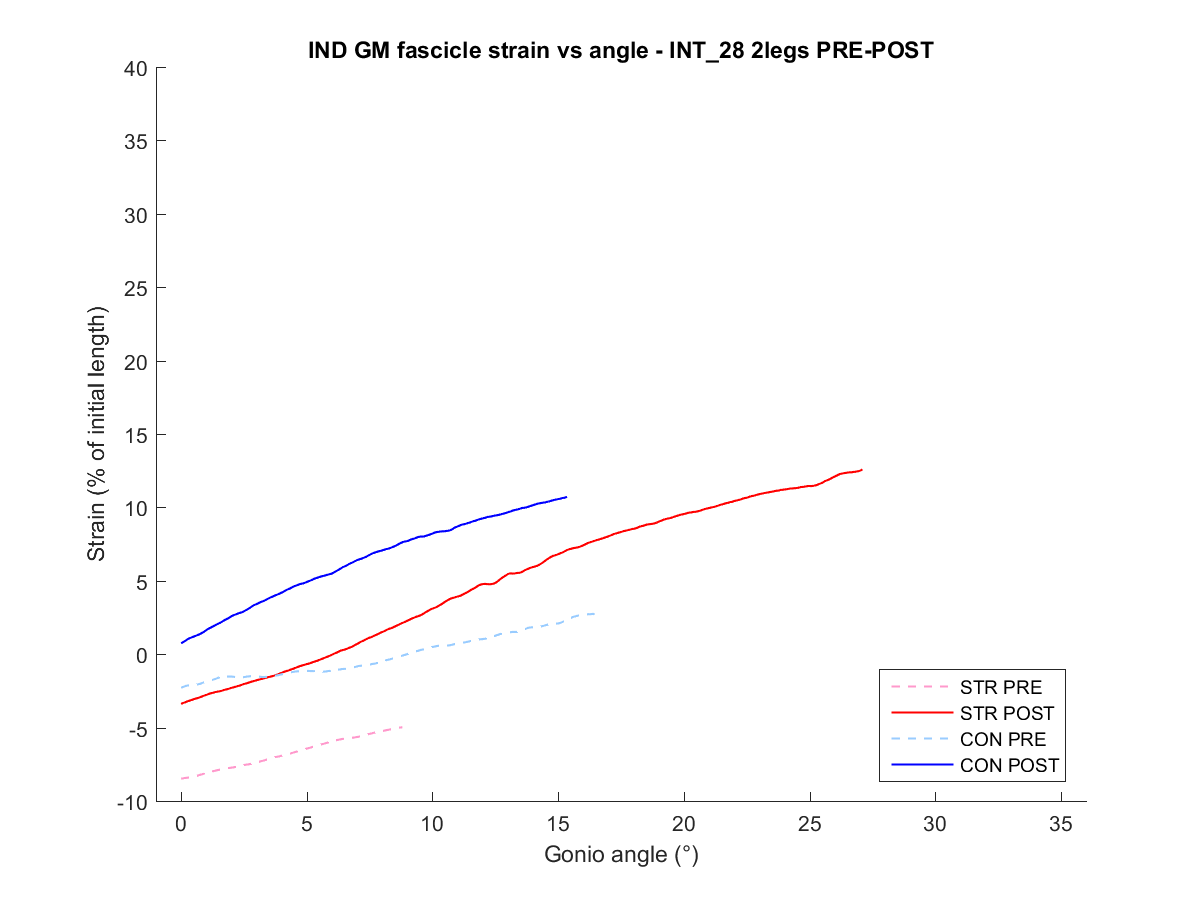 IND GM fascicle strain vs angle - INT_28 2legs PRE-POST
40
35
30
25
20
15
10
5
0
-5
-10
Strain (% of initial length)
0 5 10 15 20 25 30 35
Gonio angle (°)
STR PRE
STR POST
CON PRE
CON POST